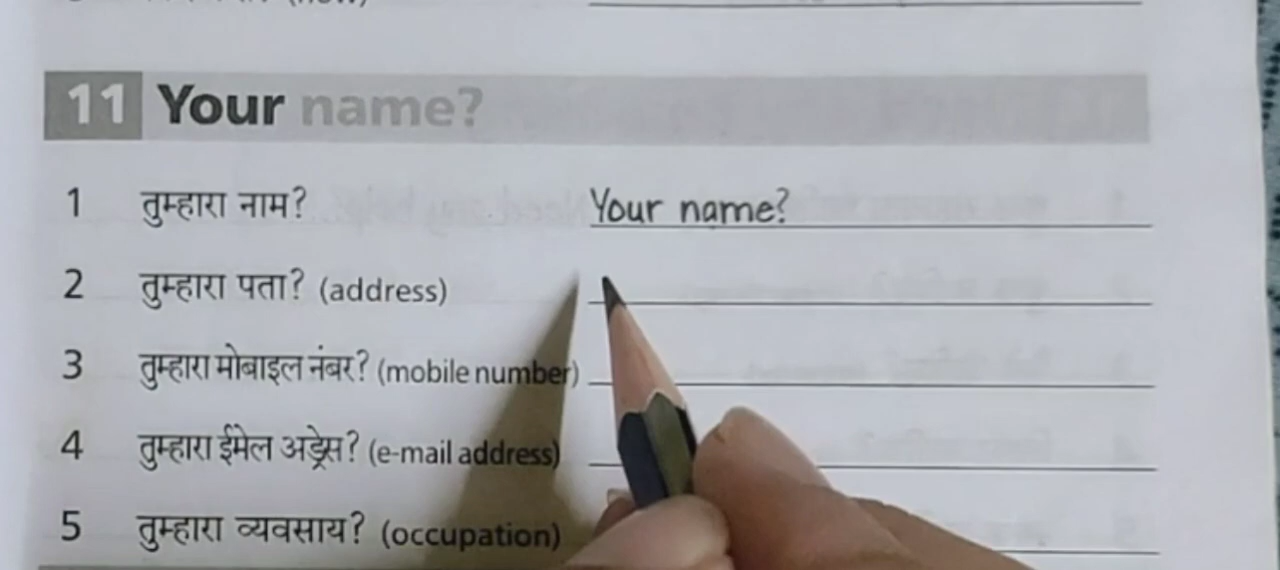 11 Your name?
1 तुम्हारा नाम? Your name?
2 तुम्हारा पता? (address)
3 तुम्हारा मोबाइल नंबर? (mobile number)
4 तुम्हारा ईमेल अड्रेस? (e-mail address)
5 तुम्हारा व्यवसाय? (occupation)